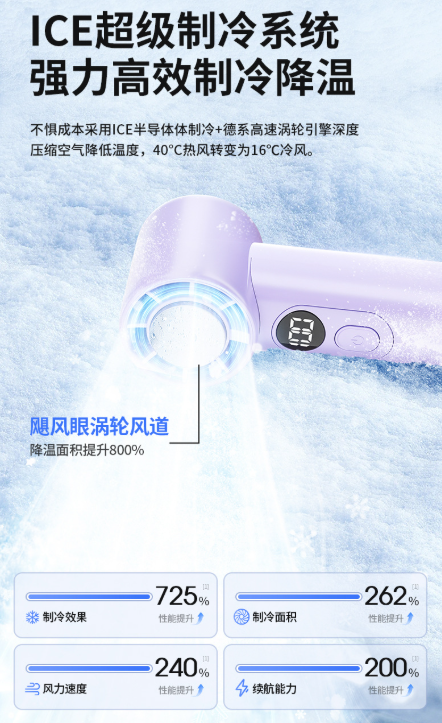 ICE超级制冷系统
强力高效制冷降温
不惧成本采用ICE半导体体制冷+德系高速涡轮引擎深度
压缩空气降低温度，40℃热风转变为16℃冷风。
飓风眼涡轮风道
降温面积提升800%
725%
制冷效果
性能提升
262%
制冷面积
性能提升
240%
风力速度
性能提升
200%
续航能力
性能提升